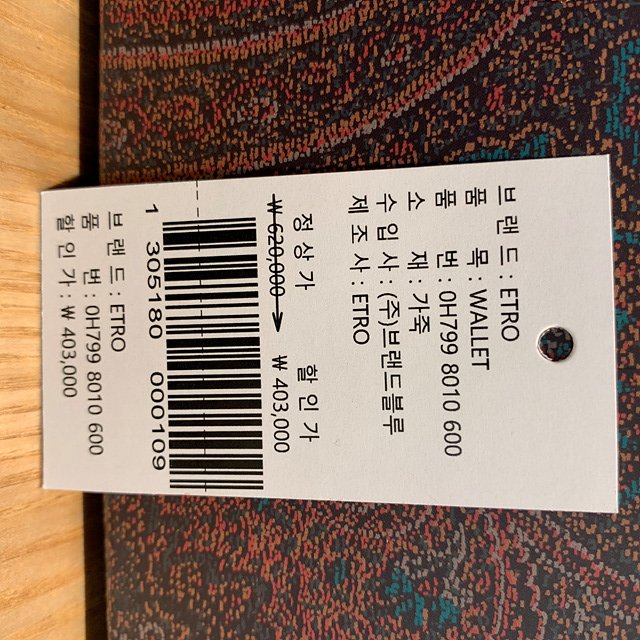 브 랜 드 : ETRO
품 목 : WALLET
품 번 : 0H799 8010 600
소 재 : 가죽
수 입 사 : (주)브랜드블루
제 조 사 : ETRO
정상가 할인가
₩ 620,000 → ₩ 403,000
1 305180 000109
브 랜 드 : ETRO
품 번 : 0H799 8010 600
할 인 가 : ₩ 403,000